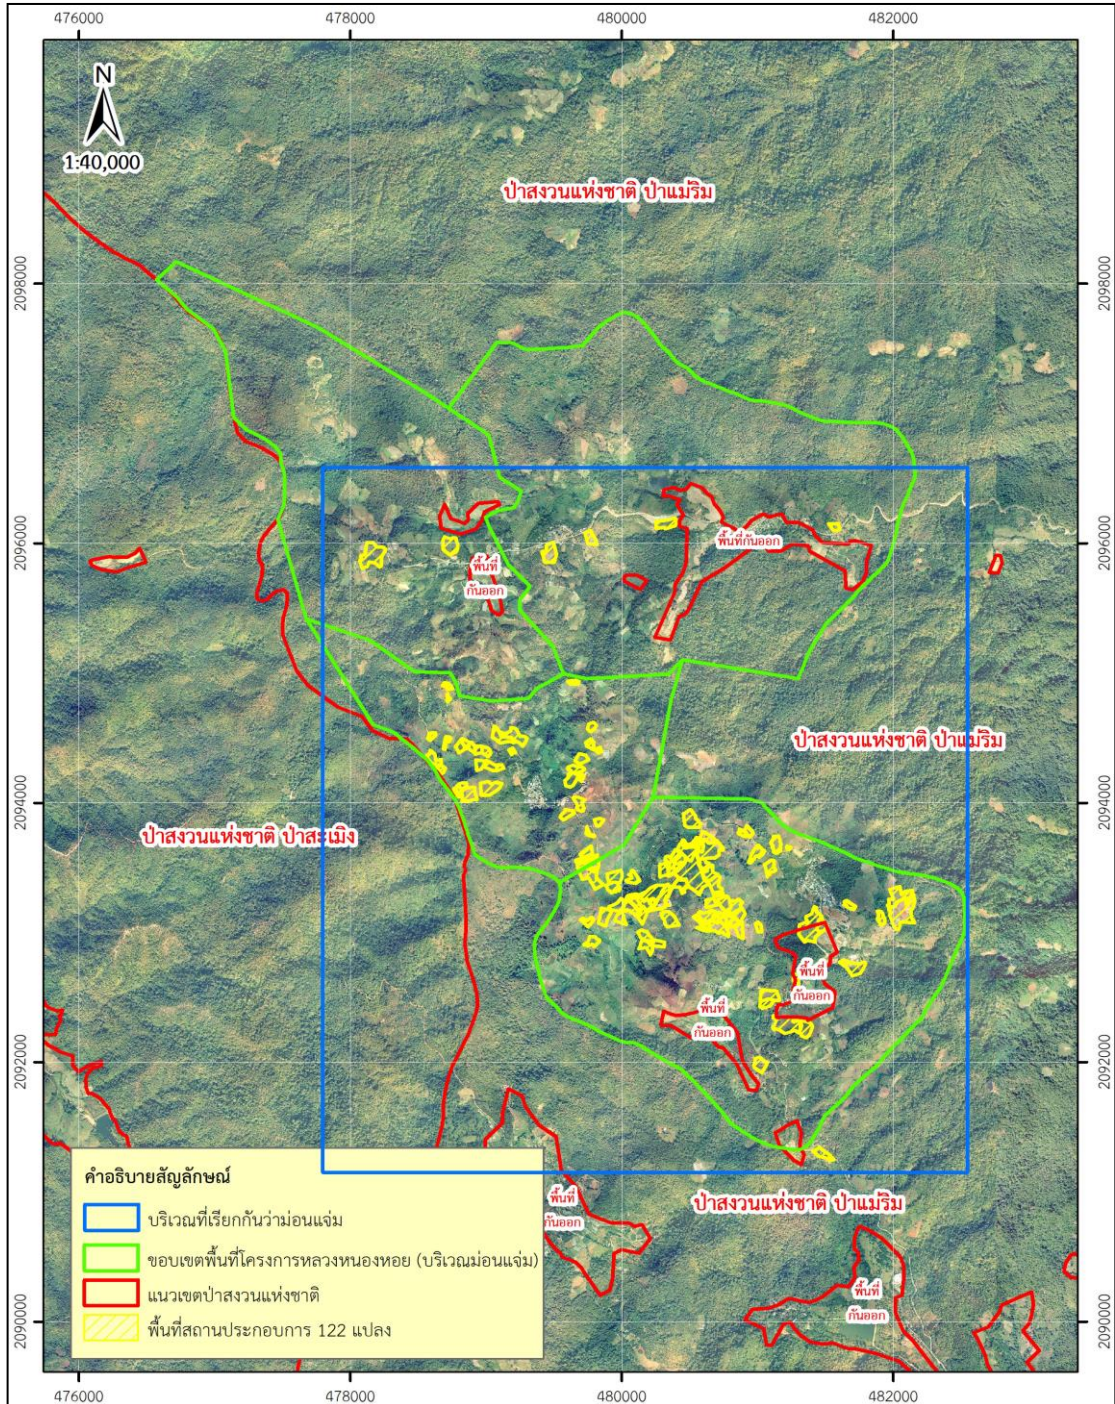 476000
478000
480000
482000
N
1:40,000
ป่าสงวนแห่งชาติ ป่าแม่ริม
2098000
2098000
2096000
2096000
พื้นที่กันออก
พื้นที่
กันออก
ป่าสงวนแห่งชาติ ป่าแม่ริม
2094000
2094000
ป่าสงวนแห่งชาติ ป่าสะเมิง
พื้นที่
กันออก
พื้นที่
กันออก
2092000
2092000
คำอธิบายสัญลักษณ์
บริเวณที่เรียกกันว่าม่อนแจ่ม
ขอบเขตพื้นที่โครงการหลวงหนองหอย (บริเวณม่อนแจ่ม)
แนวเขตป่าสงวนแห่งชาติ
พื้นที่สถานประกอบการ 122 แปลง
พื้นที่
กันออก
ป่าสงวนแห่งชาติ ป่าแม่ริม
พื้นที่
กันออก
2090000
2090000
476000
478000
480000
482000